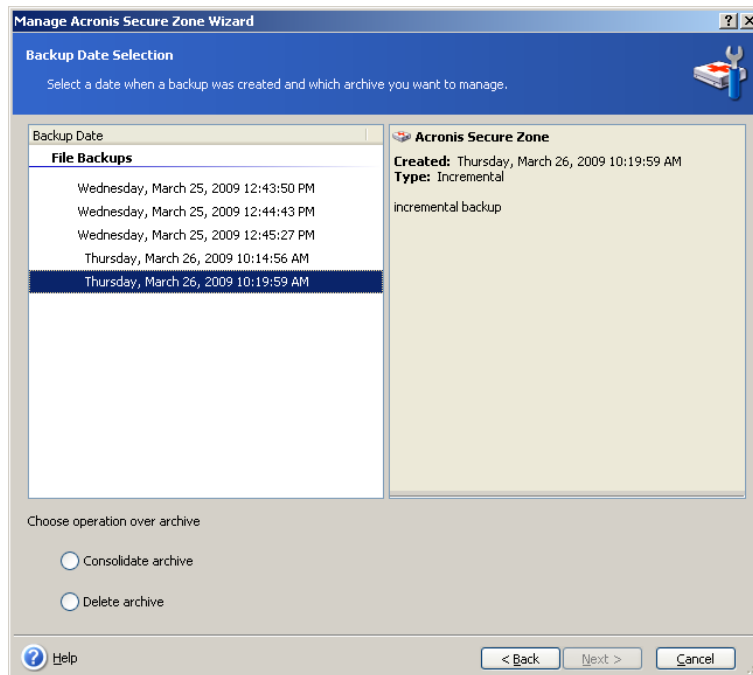 Manage Acronis Secure Zone Wizard
Backup Date Selection
Select a date when a backup was created and which archive you want to manage.
Backup Date
File Backups
Wednesday, March 25, 2009 12:43:50 PM
Wednesday, March 25, 2009 12:44:43 PM
Wednesday, March 25, 2009 12:45:27 PM
Thursday, March 26, 2009 10:14:56 AM
Thursday, March 26, 2009 10:19:59 AM
Acronis Secure Zone
Created: Thursday, March 26, 2009 10:19:59 AM
Type: Incremental
incremental backup
Choose operation over archive
Consolidate archive
Delete archive
Help
< Back
Next >
Cancel